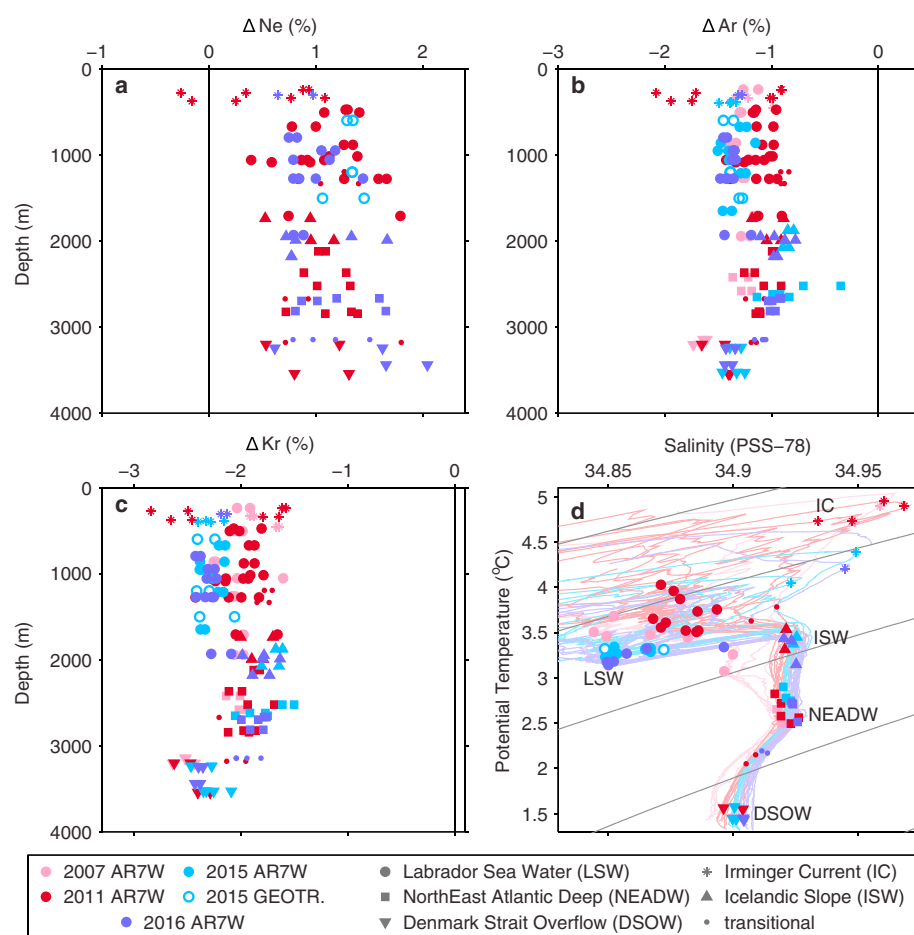 Δ Ne (%)
−1 0 1 2
Δ Ar (%)
−3 −2 −1 0
a
b
0
1000
2000
3000
4000
Depth (m)
0
1000
2000
3000
4000
Δ Kr (%)
−3 −2 −1 0
Salinity (PSS−78)
34.85 34.9 34.95
c
d
0
1000
2000
3000
4000
Depth (m)
5
4.5
4
3.5
3
2.5
2
1.5
Potential Temperature (°C)
IC
ISW
LSW
NEADW
DSOW
2007 AR7W 2015 AR7W Labrador Sea Water (LSW) Irminger Current (IC)
2011 AR7W 2015 GEOTR. NorthEast Atlantic Deep (NEADW) Icelandic Slope (ISW)
2016 AR7W Denmark Strait Overflow (DSOW) transitional